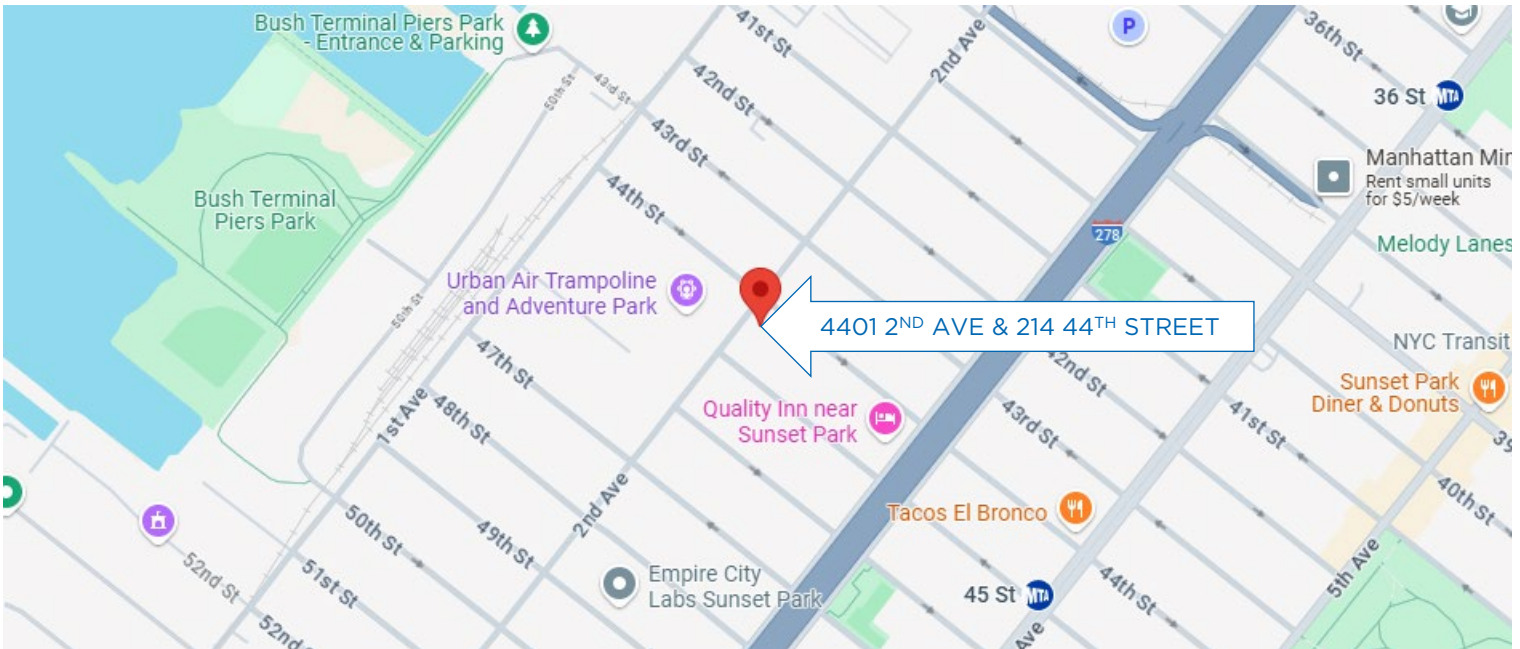 Bush Terminal Piers Park
- Entrance & Parking
41st St
2nd Ave
P
36th St
42nd St
50th St
43rd St
36 St MTA
43rd St
Manhattan Min
Rent small units
for $5/week
44th St
Bush Terminal
Piers Park
278
Melody Lanes
Urban Air Trampoline
and Adventure Park
50th St
4401 2ND AVE & 214 44TH STREET
NYC Transit
47th St
42nd St
Sunset Park
Diner & Donuts
1st Ave
48th St
Quality Inn near
Sunset Park
43rd St
41st St
39
2nd Ave
40th St
50th St
49th St
Tacos El Bronco
52nd St
51st St
Empire City
Labs Sunset Park
45 St MTA
44th St
5th Ave
52nd St
Ave